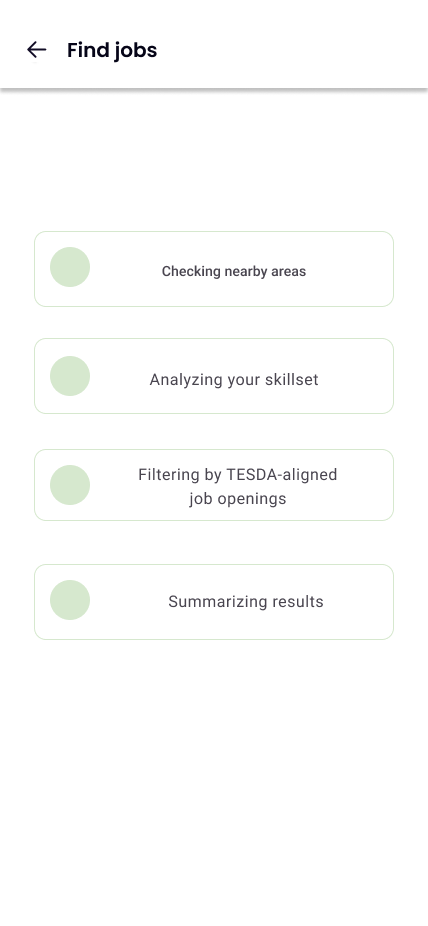 Find jobs
Checking nearby areas
Analyzing your skillset
Filtering by TESDA-aligned
job openings
Summarizing results